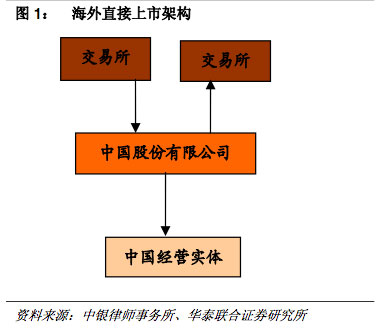 图 1： 海外直接上市架构
交易所 交易所
中国股份有限公司
中国经营实体
资料来源：中银律师事务所、华泰联合证券研究所